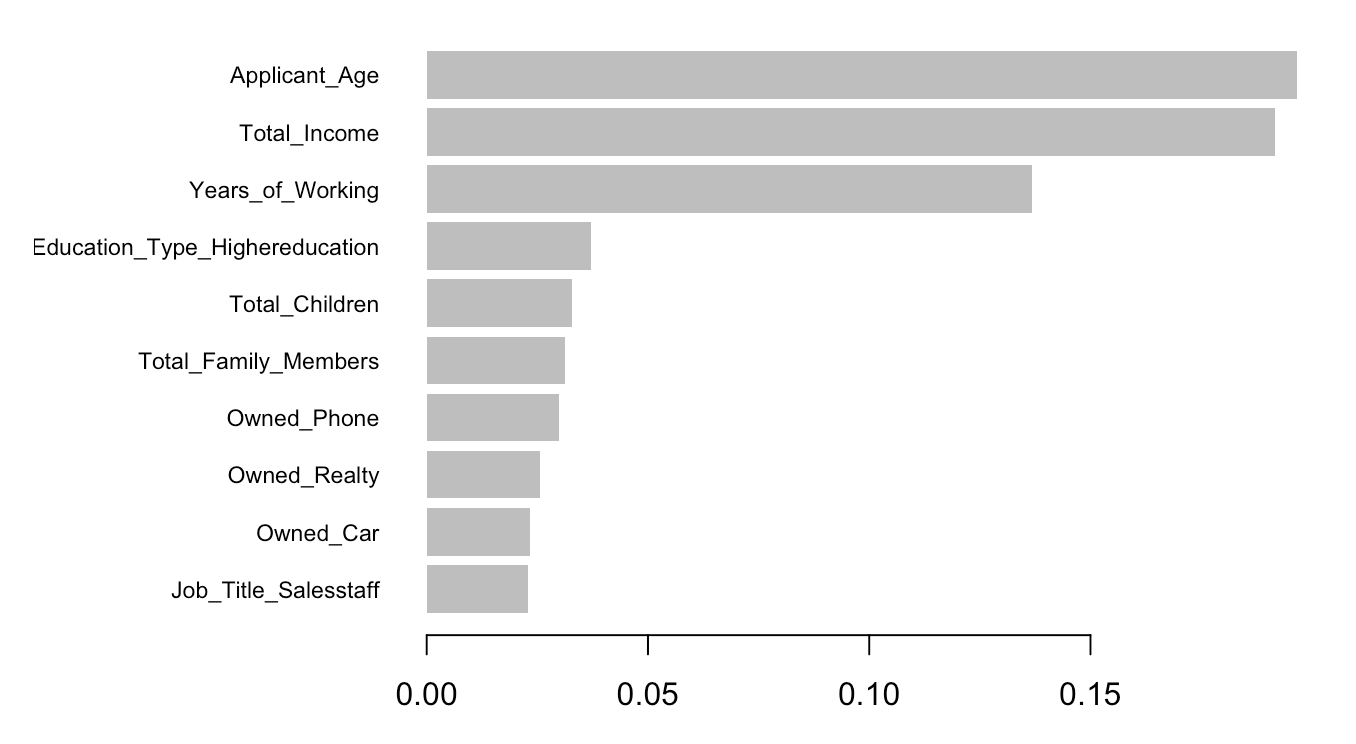 Applicant_Age
Total_Income
Years_of_Working
Education_Type_Highereducation
Total_Children
Total_Family_Members
Owned_Phone
Owned_Realty
Owned_Car
Job_Title_Salesstaff
0.00 0.05 0.10 0.15